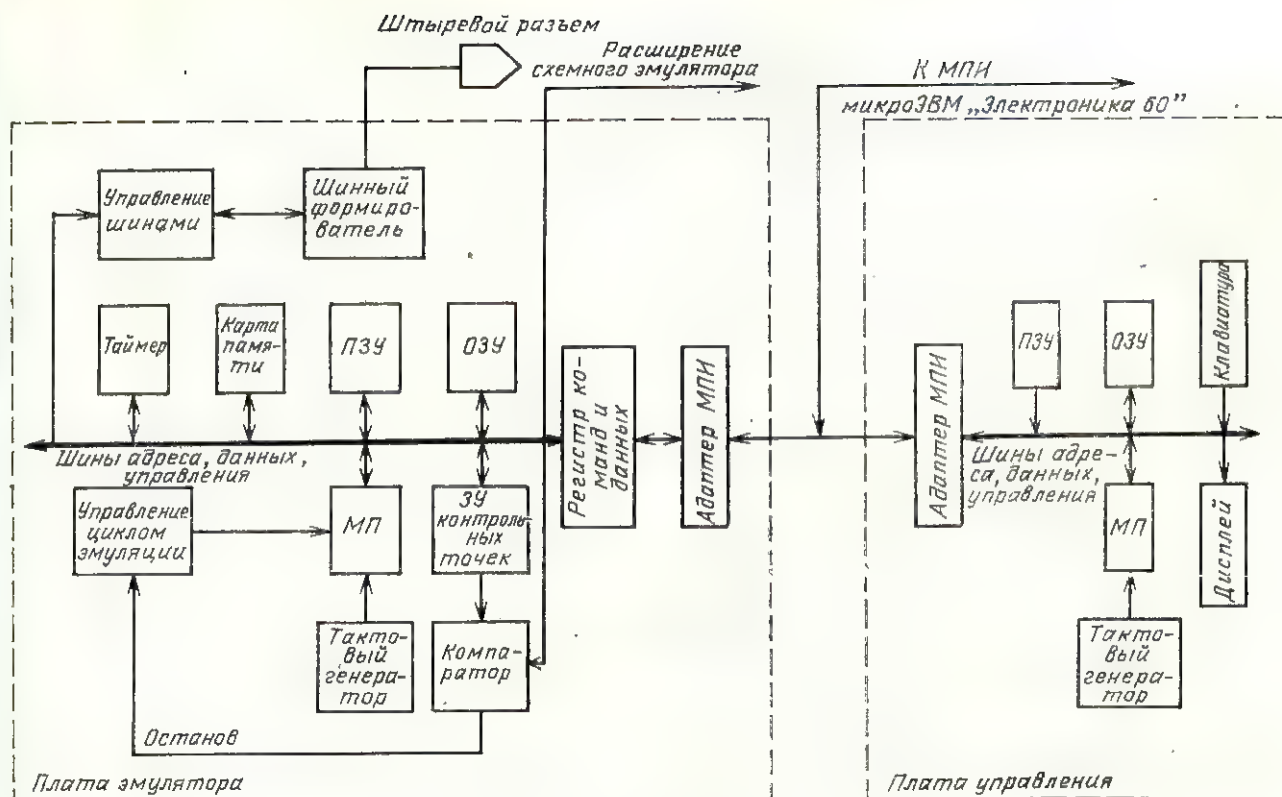 Штыревой разъем
Расширение
схемного эмулятора
К МПИ
микроЭВМ „Электроника 60”
Управление
шинами
Шинный
формиро-
ватель
Таймер
Карта
памя-
ти
ПЗУ
ОЗУ
Регистр ко-
манд и
данных
Адаптер МПИ
Шины адреса, данных,
управления
Управление
циклом
эмуляции
МП
ЗУ
контроль-
ных
точек
Такто-
вый
генера-
тор
Компа-
ратор
Останов
Плата эмулятора
Адаптер МПИ
ПЗУ
ОЗУ
Клавиатура
Шины адре-
са, данных,
управления
МП
Дисплей
Такто-
вый
генера-
тор
Плата управления